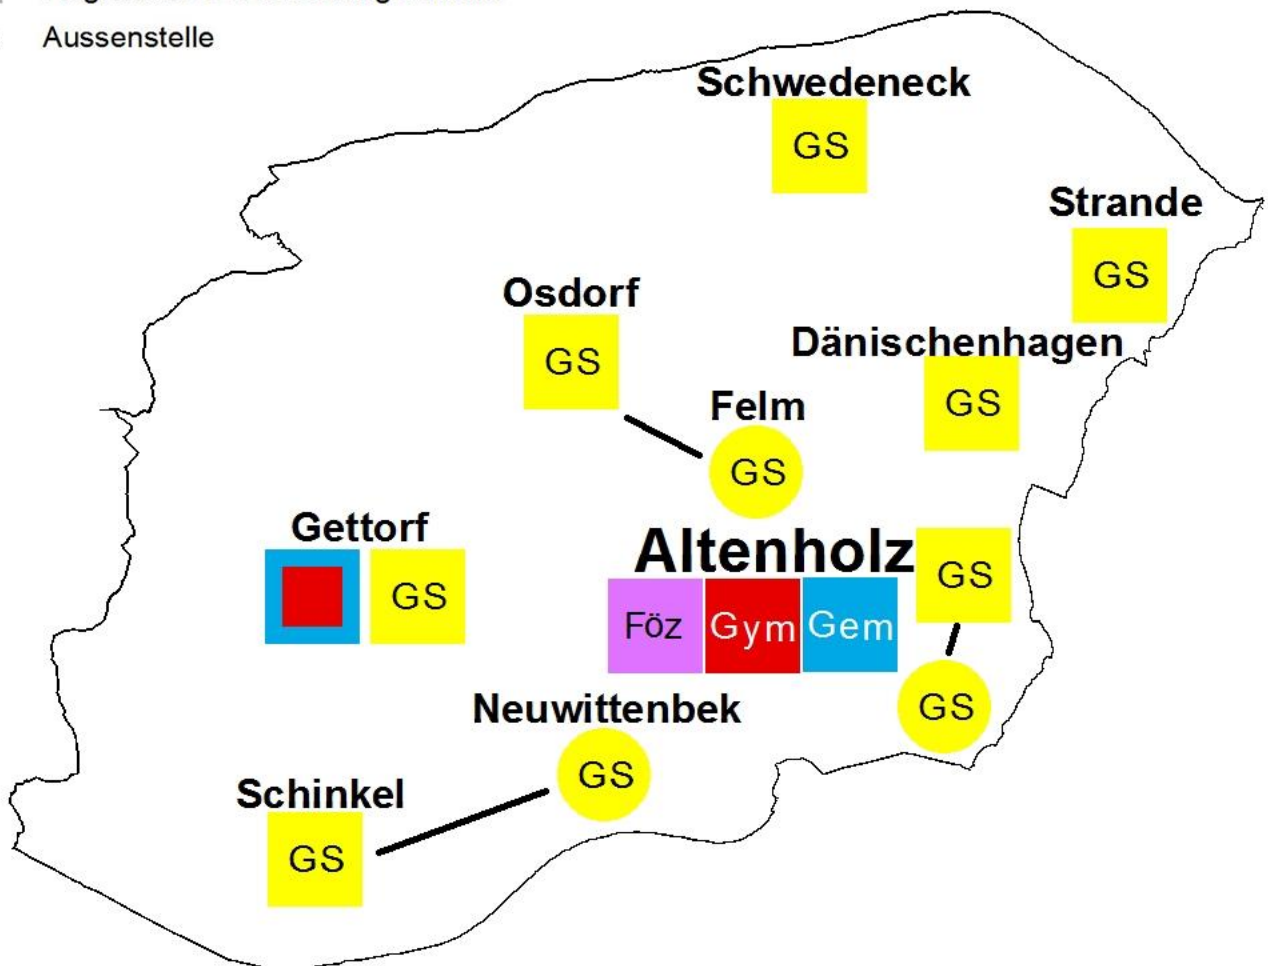 Aussenstelle
Schwedeneck
GS
Strande
GS
Osdorf
GS
Dänischenhagen
GS
Felm
GS
Gettorf
GS
Altenholz
GS
Föz Gym Gem
GS
Neuwittenbek
GS
Schinkel
GS